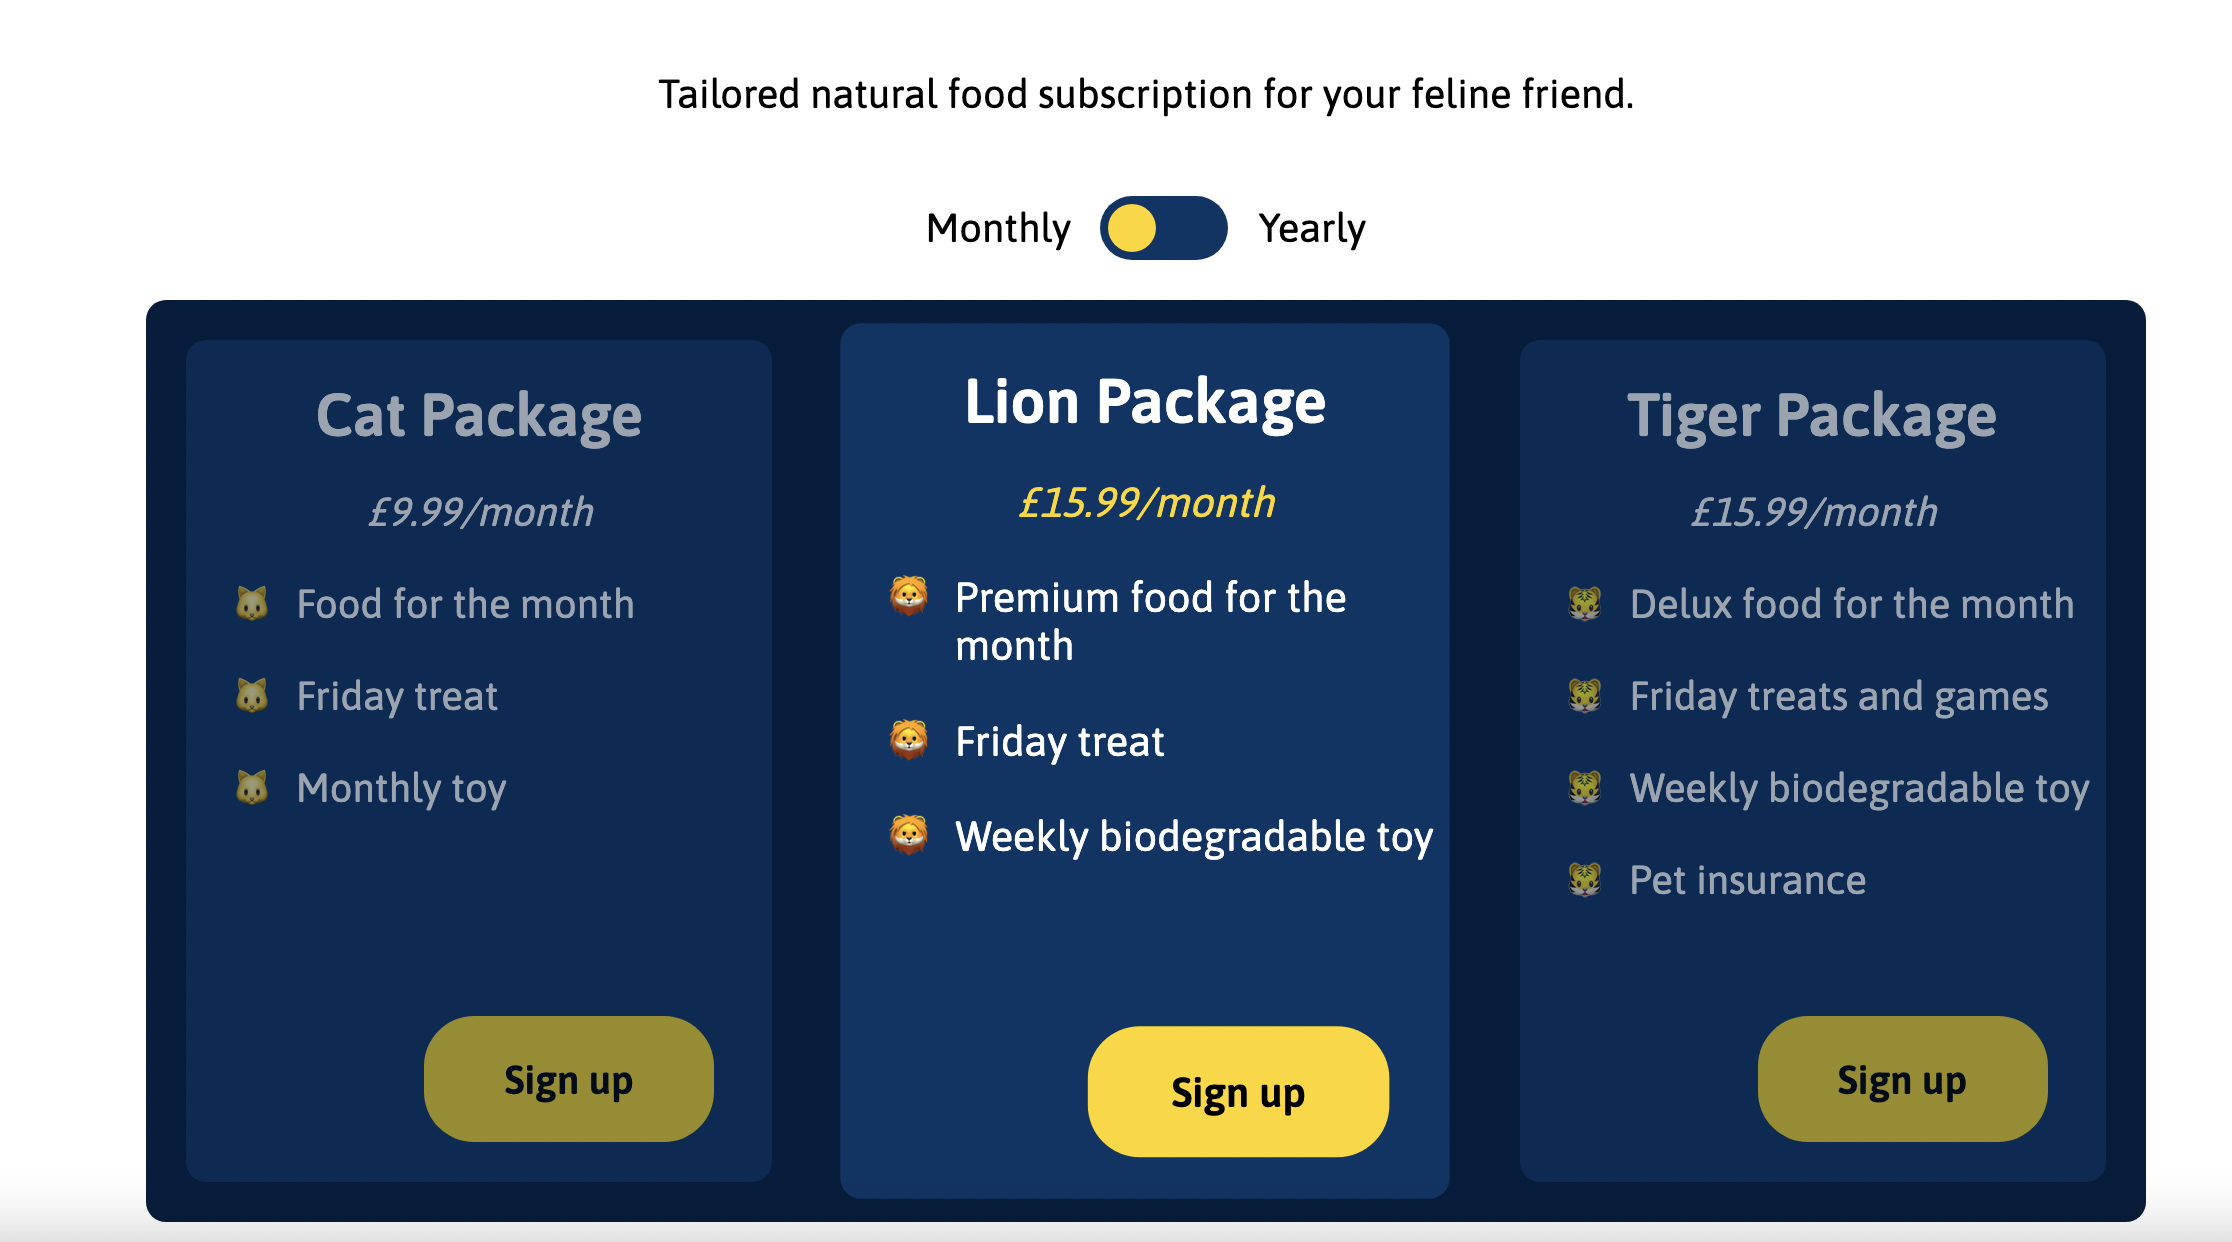 Tailored natural food subscription for your feline friend.
Monthly
Yearly
Cat Package
£9.99/month
Food for the month
Friday treat
Monthly toy
Sign up
Lion Package
£15.99/month
Premium food for the
month
Friday treat
Weekly biodegradable toy
Sign up
Tiger Package
£15.99/month
Delux food for the month
Friday treats and games
Weekly biodegradable toy
Pet insurance
Sign up